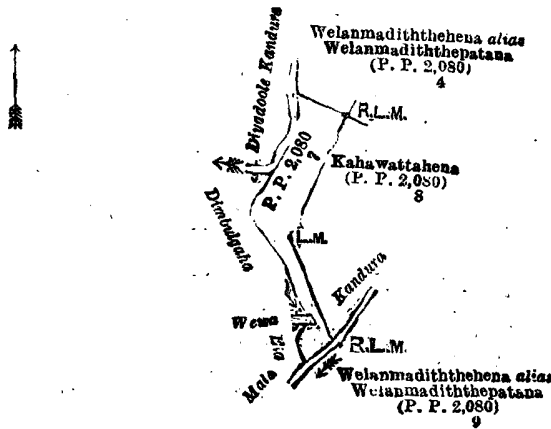 Welanmadiththehena alias
Welanmadiththepatana
(P. P. 2,080)
4
Diyadoole Kandura
R.L.M.
P. P. 2,080
7
Kahawattahena
(P. P. 2,080)
8
Dimbulgaha
L.M.
Kandura
Wewa
Ela
R.L.M.
Mala
Welanmadiththehena alias
Welanmadiththepatana
(P. P. 2,080)
9